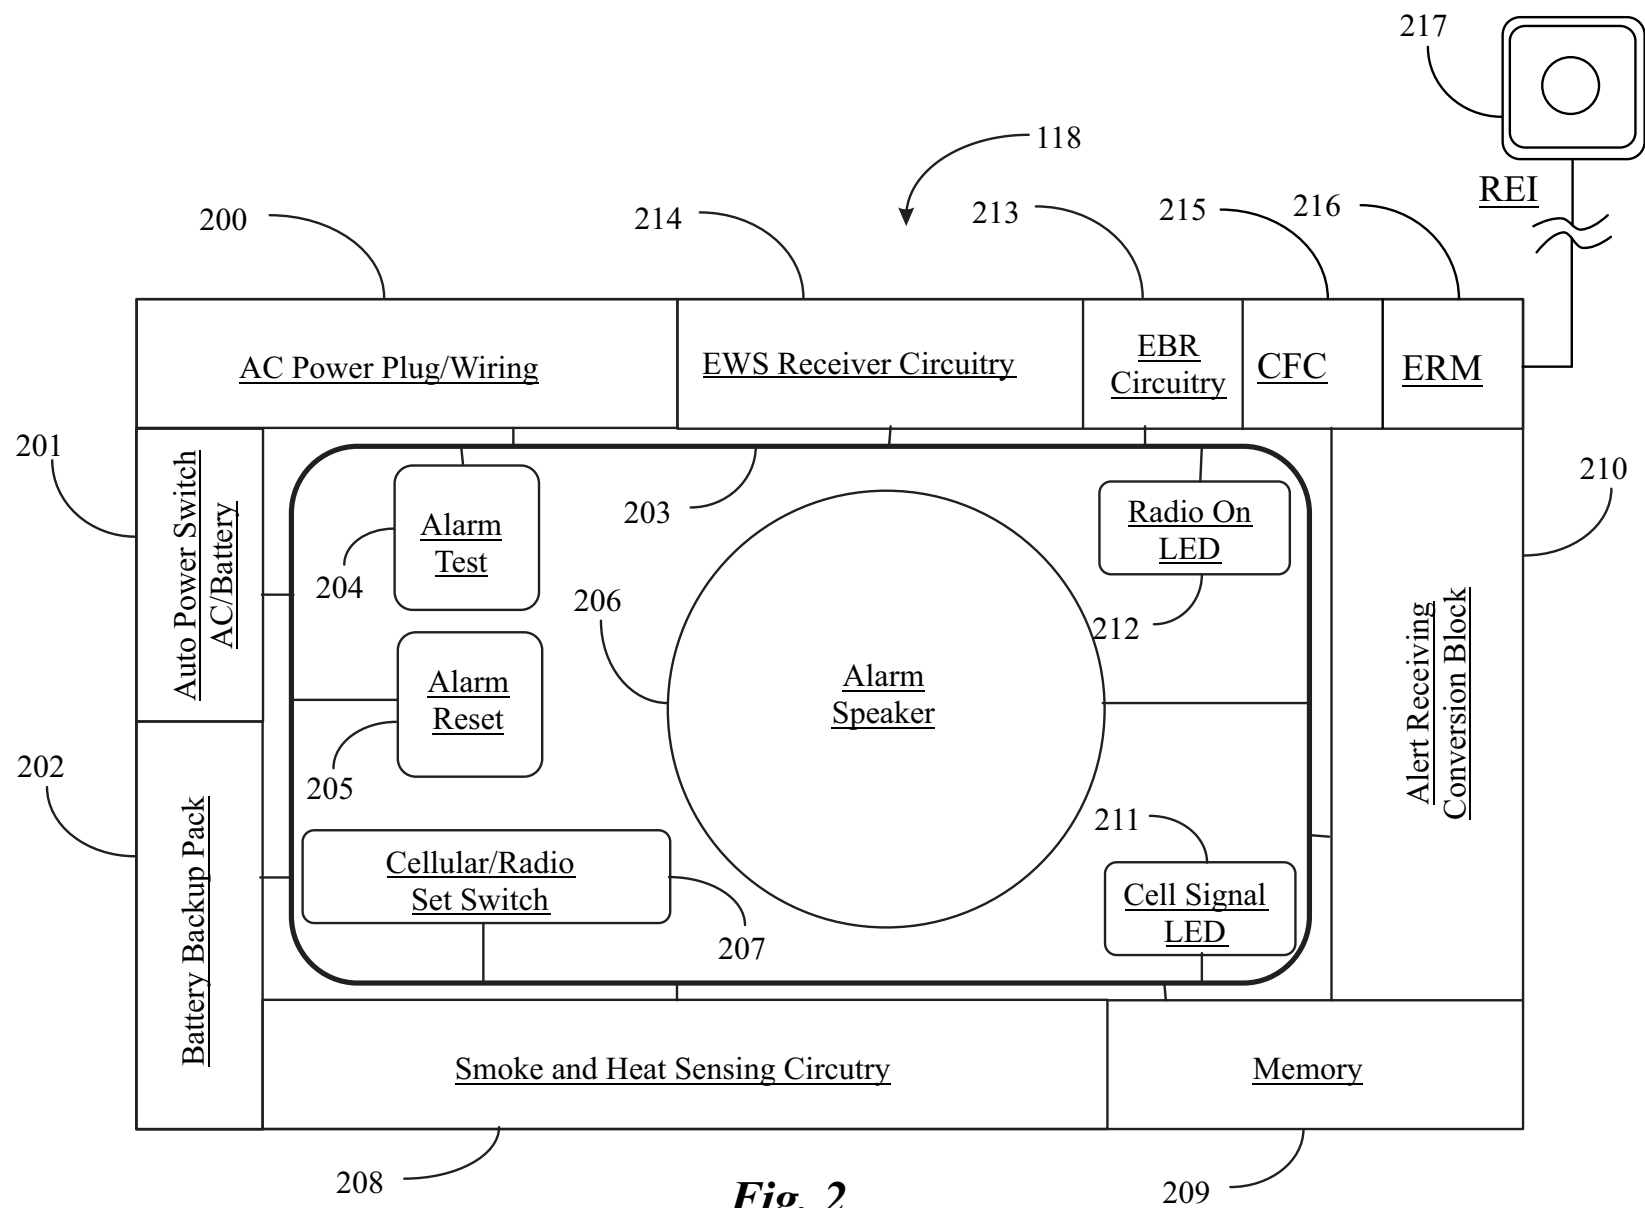 217
118
REI
200
214
213
215
216
AC Power Plug/Wiring
EWS Receiver Circuitry
EBR
Circuitry
CFC
ERM
201
Auto Power Switch
AC/Battery
203
210
Alarm
Test
204
Radio On
LED
212
206
Alarm
Reset
205
Alarm
Speaker
Alert Receiving
Conversion Block
202
Battery Backup Pack
Cellular/Radio
Set Switch
207
211
Cell Signal
LED
Smoke and Heat Sensing Circutry
Memory
208
209
Fig. 2